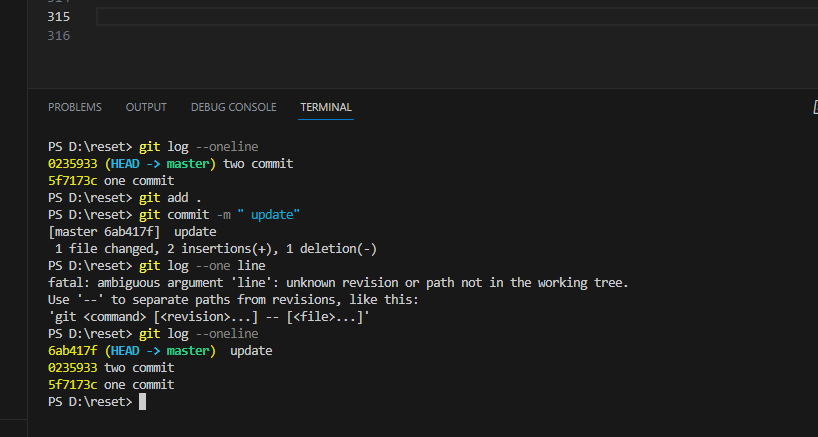 315
316
PROBLEMS OUTPUT DEBUG CONSOLE TERMINAL
PS D:\reset> git log --oneline
0235933 (HEAD -> master) two commit
5f7173c one commit
PS D:\reset> git add .
PS D:\reset> git commit -m " update"
[master 6ab417f]  update
 1 file changed, 2 insertions(+), 1 deletion(-)
PS D:\reset> git log --one line
fatal: ambiguous argument 'line': unknown revision or path not in the working tree.
Use '--' to separate paths from revisions, like this:
'git <command> [<revision>...] -- [<file>...]'
PS D:\reset> git log --oneline
6ab417f (HEAD -> master)  update
0235933 two commit
5f7173c one commit
PS D:\reset>